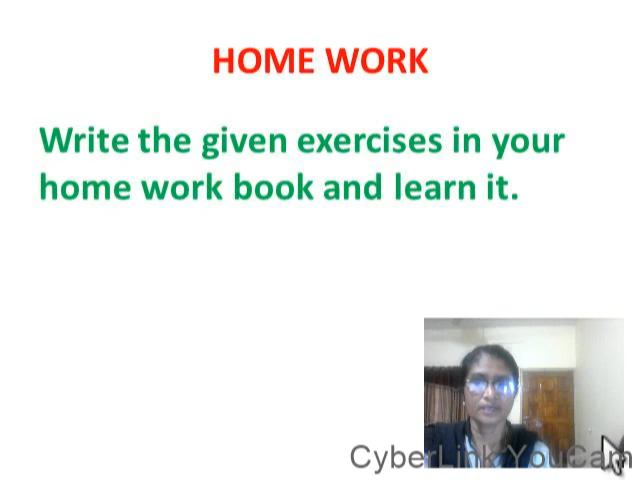 HOME WORK
Write the given exercises in your
home work book and learn it.
CyberLink YouCam